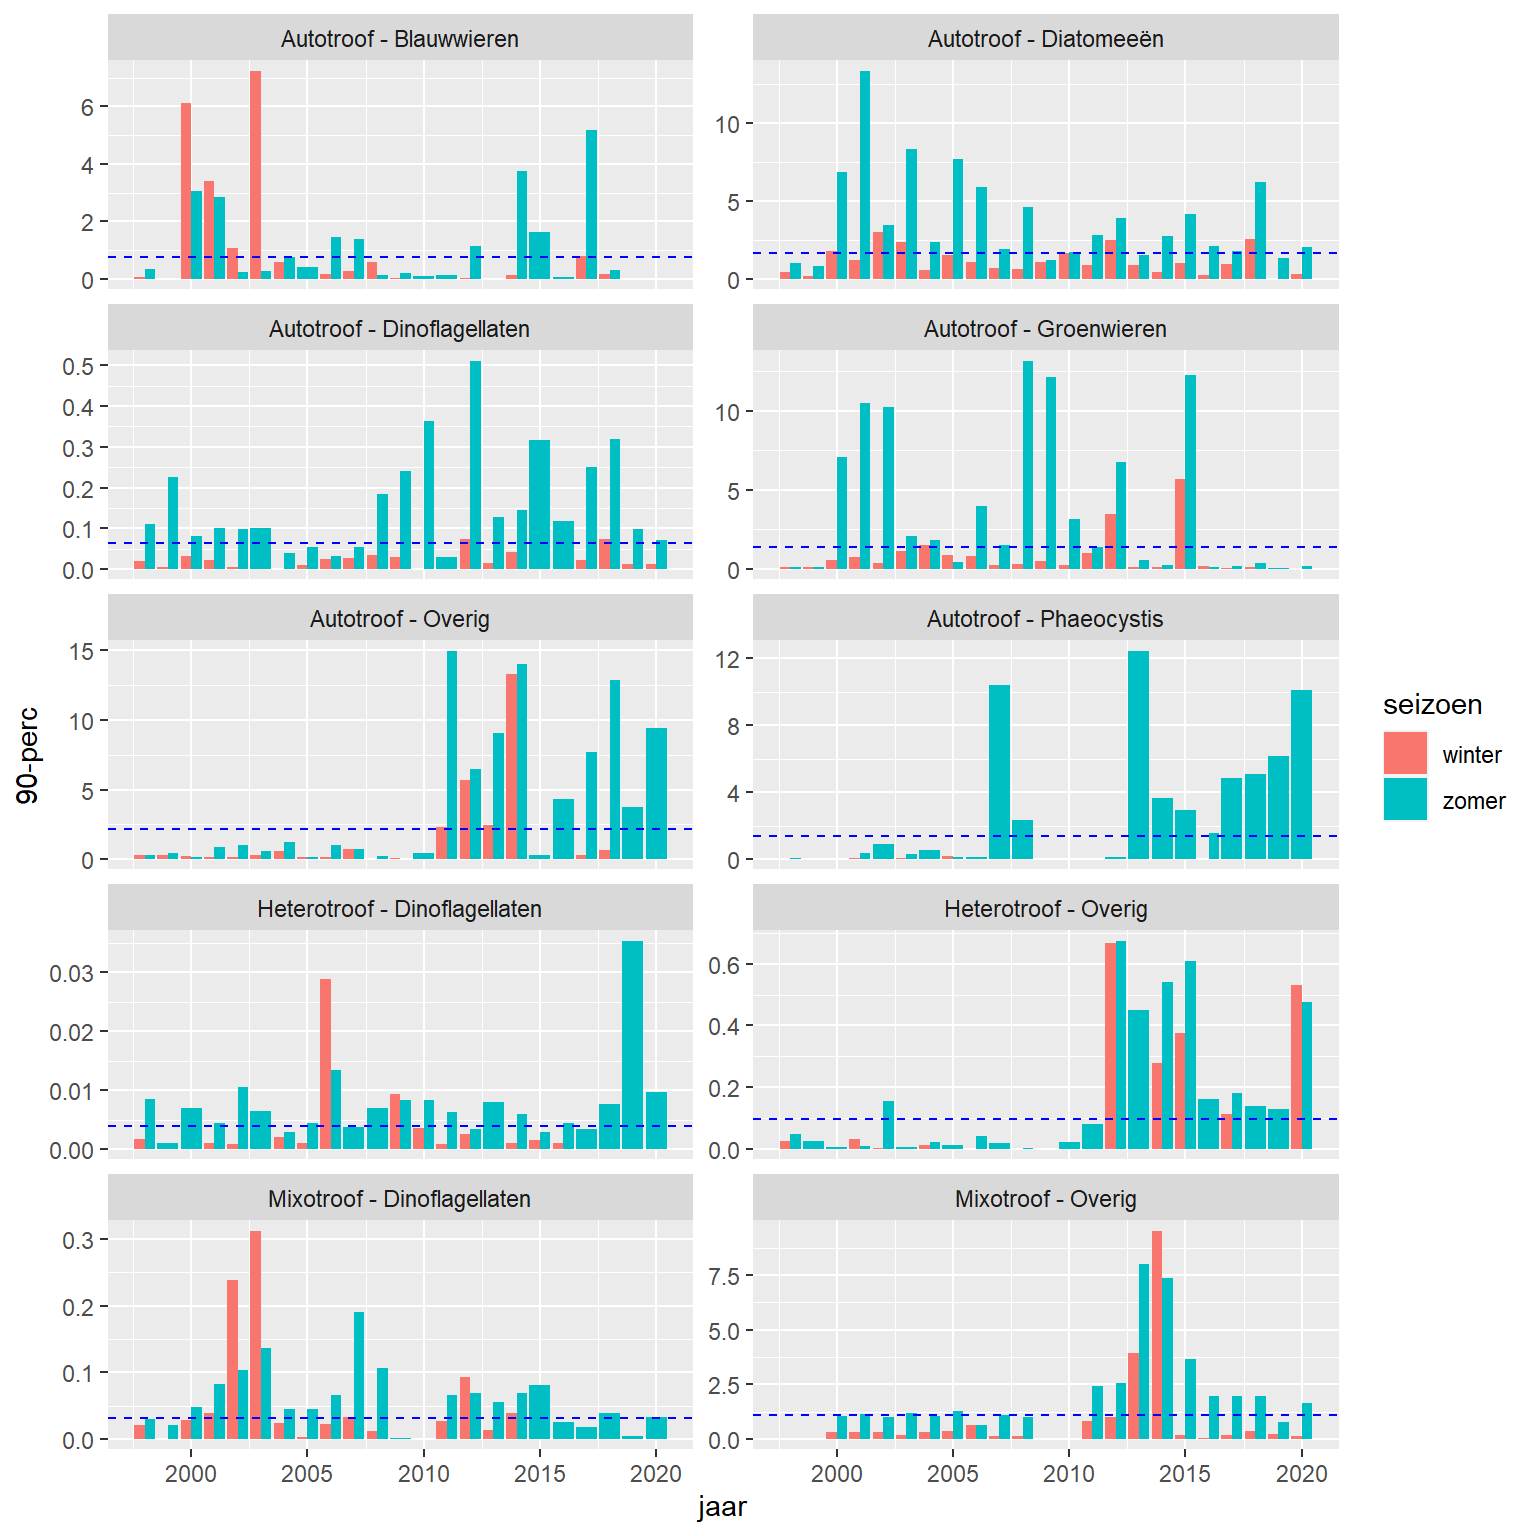 Autotroof - Blauwwieren
Autotroof - Diatomeeën
6
4
2
0
10
5
0
Autotroof - Dinoflagellaten
Autotroof - Groenwieren
0.5
0.4
0.3
0.2
0.1
0.0
10
5
0
Autotroof - Overig
Autotroof - Phaeocystis
15
10
5
0
12
8
4
0
Heterotroof - Dinoflagellaten
Heterotroof - Overig
0.03
0.02
0.01
0.00
0.6
0.4
0.2
0.0
Mixotroof - Dinoflagellaten
Mixotroof - Overig
0.3
0.2
0.1
0.0
7.5
5.0
2.5
0.0
2000 2005 2010 2015 2020
2000 2005 2010 2015 2020
jaar
90-perc
seizoen
winter
zomer